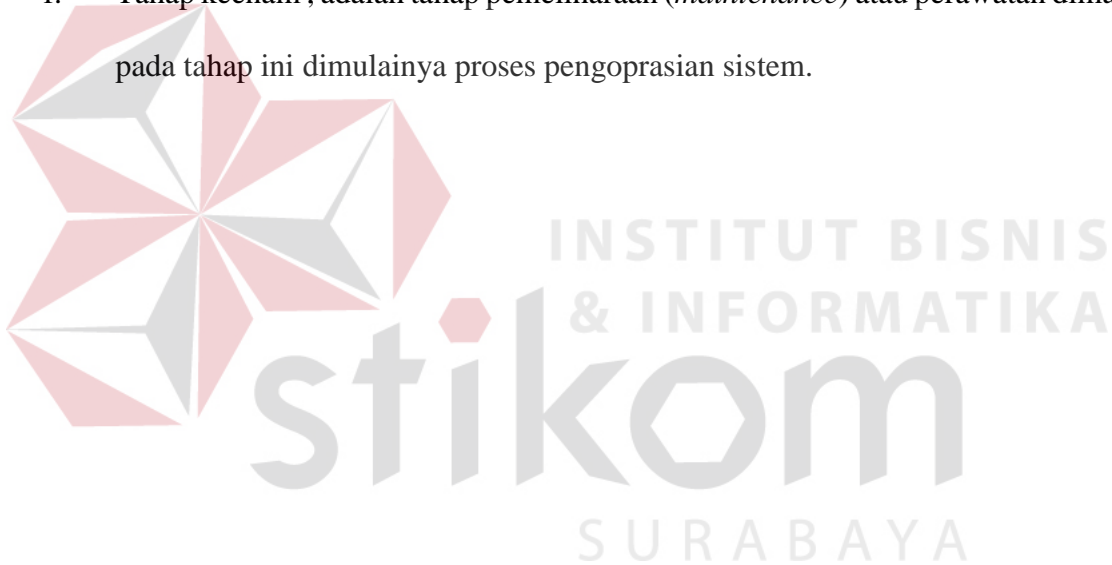 Tahap keenam , adalah tahap pemeliharaan (maintenance) atau perawatan
pada tahap ini dimulainya proses pengoprasian sistem.
INSTITUT BISNIS
& INFORMATIKA
stikom
SURABAYA